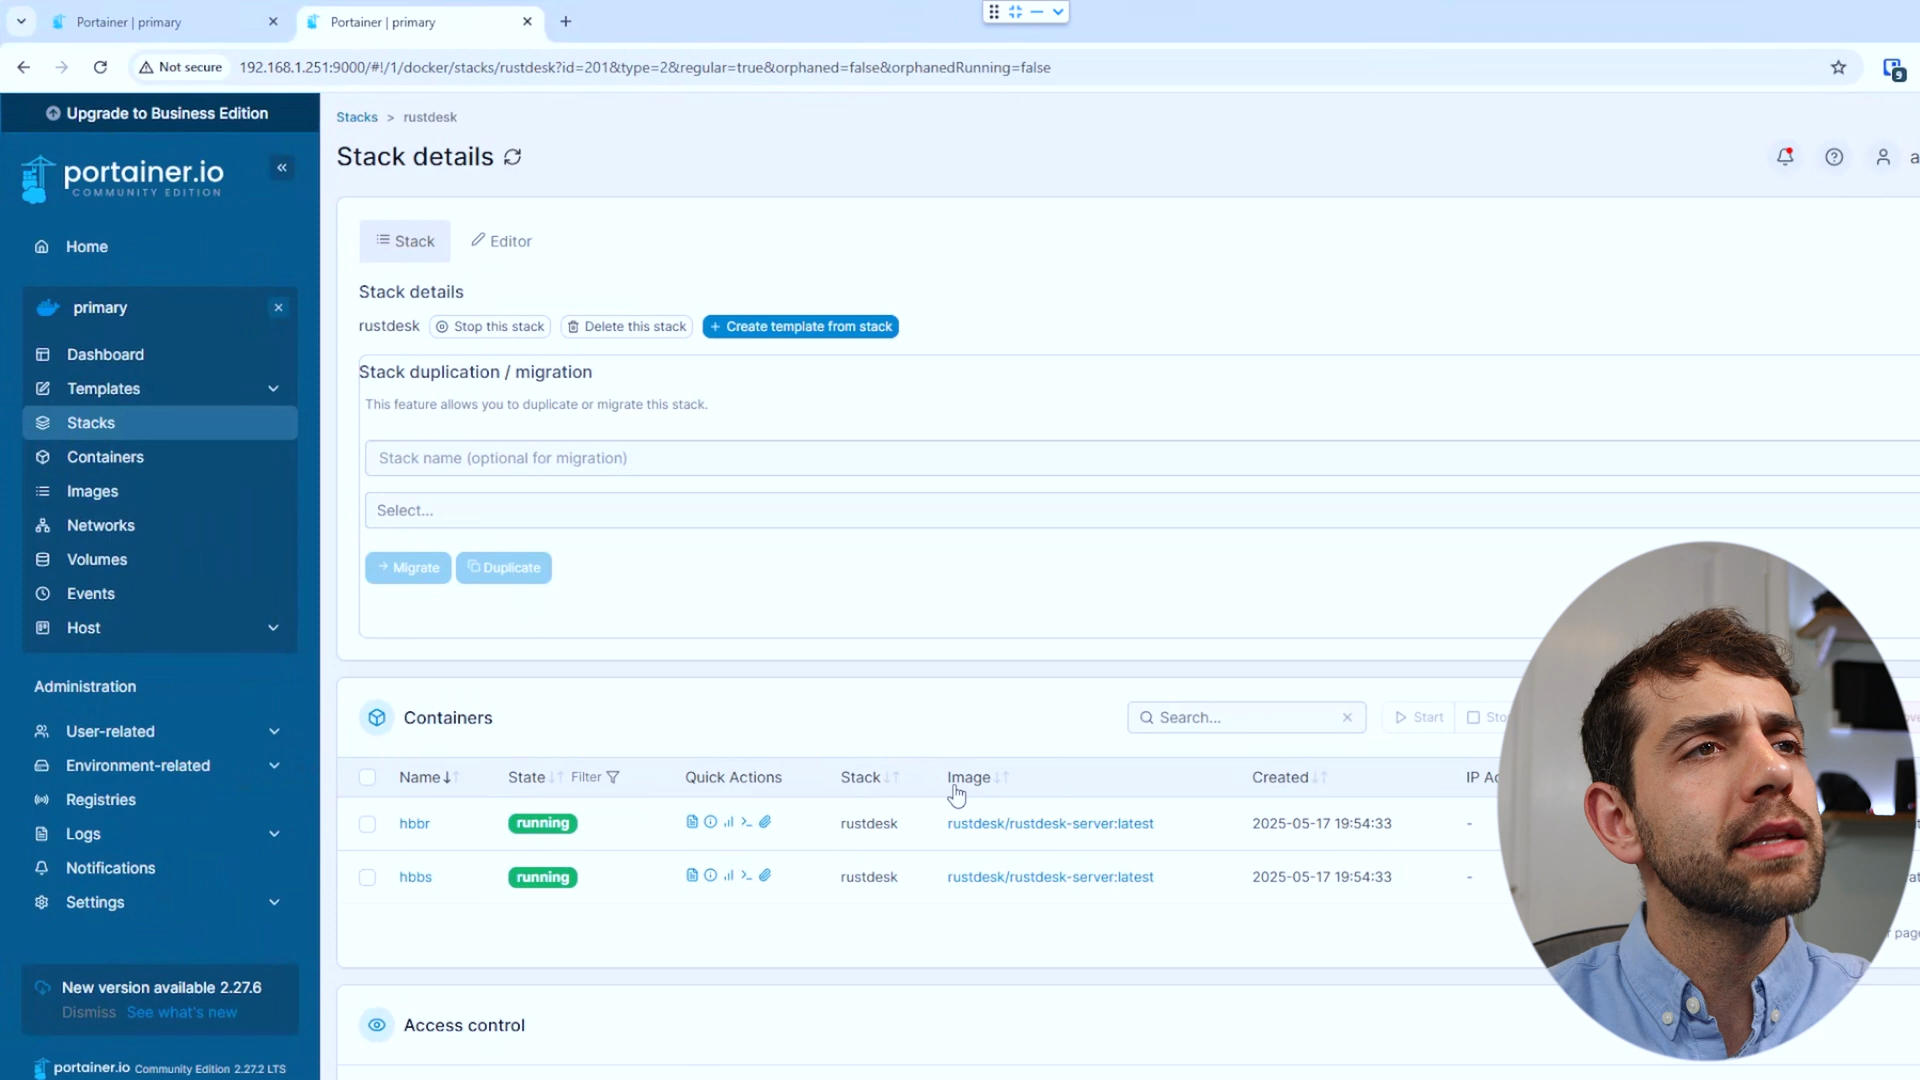 Portainer | primary
Portainer | primary
Not secure
192.168.1.251:9000/#!/1/docker/stacks/rustdesk?id=201&type=2&regular=true&orphaned=false&orphanedRunning=false
9
Upgrade to Business Edition
portainer.io
COMMUNITY EDITION
Home
primary
Dashboard
Templates
Stacks
Containers
Images
Networks
Volumes
Events
Host
Administration
User-related
Environment-related
Registries
Logs
Notifications
Settings
New version available 2.27.6
Dismiss See what's new
portainer.io Community Edition 2.27.2 LTS
Stacks > rustdesk
Stack details
Stack
Editor
Stack details
rustdesk Stop this stack Delete this stack + Create template from stack
Stack duplication / migration
This feature allows you to duplicate or migrate this stack.
Stack name (optional for migration)
Select...
Migrate Duplicate
Containers
Search...
Start
Name State Filter Quick Actions Stack Image Created IP
hbbr running rustdesk rustdesk/rustdesk-server:latest 2025-05-17 19:54:33 -
hbbs running rustdesk rustdesk/rustdesk-server:latest 2025-05-17 19:54:33 -
Access control